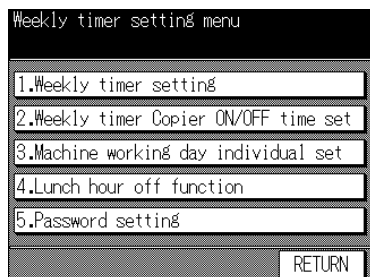 Weekly timer setting menu
1.Weekly timer setting
2.Weekly timer Copier ON/OFF time set
3.Machine working day individual set
4.Lunch hour off function
5.Password setting
RETURN